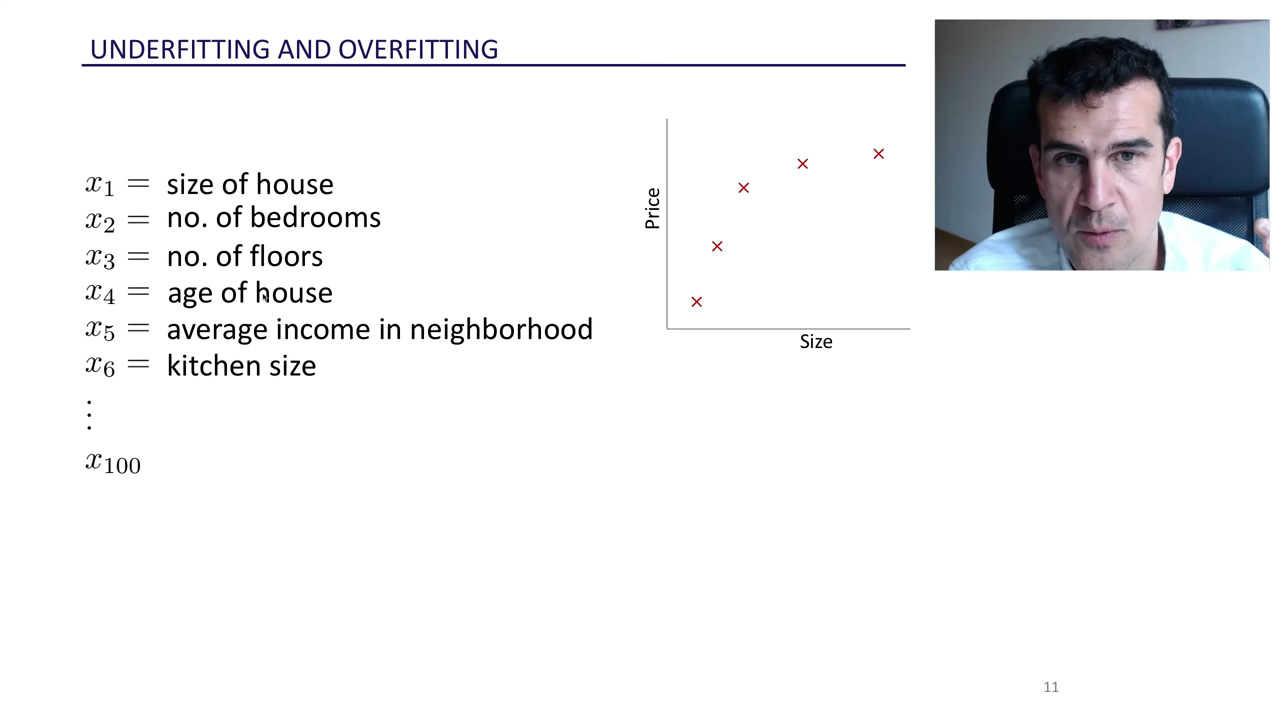 UNDERFITTING AND OVERFITTING
x₁ = size of house
x₂ = no. of bedrooms
x₃ = no. of floors
x₄ = age of house
x₅ = average income in neighborhood
x₆ = kitchen size
⋮
x₁₀₀
Price
Size
11